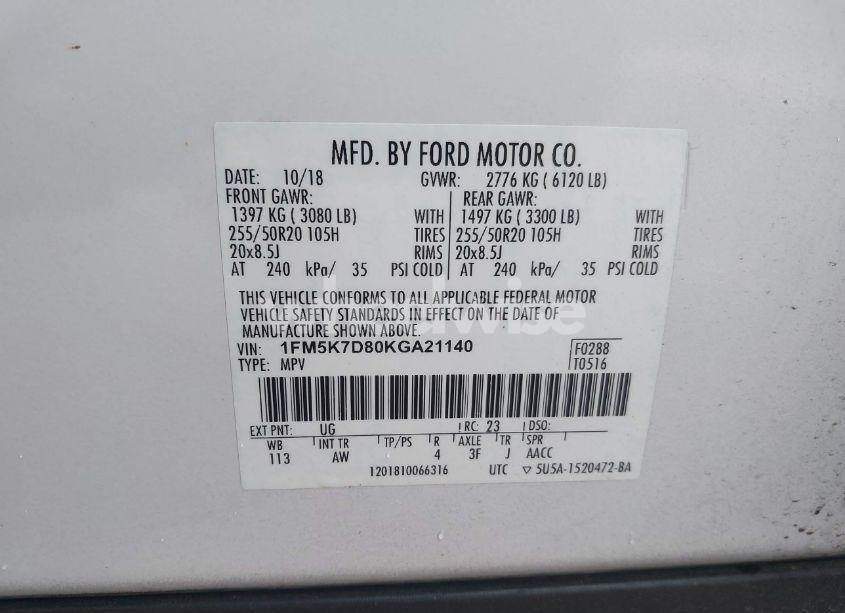 MFD. BY FORD MOTOR CO.
DATE: 10/18 GVWR: 2776 KG ( 6120 LB)
FRONT GAWR: REAR GAWR:
1397 KG ( 3080 LB) WITH 1497 KG ( 3300 LB) WITH
255/50R20 105H TIRES 255/50R20 105H TIRES
20x8.5J RIMS 20x8.5J RIMS
AT 240 kPa/ 35 PSI COLD AT 240 kPa/ 35 PSI COLD
THIS VEHICLE CONFORMS TO ALL APPLICABLE FEDERAL MOTOR
VEHICLE SAFETY STANDARDS IN EFFECT ON THE DATE OF
MANUFACTURE SHOWN ABOVE.
VIN: 1FM5K7D80KGA21140 F0288
TYPE: MPV T0516
EXT PNT: UG RC: 23 DSO:
WB INT TR TP/PS R AXLE TR SPR
113 AW 4 3F J AACC
1201810066316 UTC ▽ 5U5A-1520472-BA